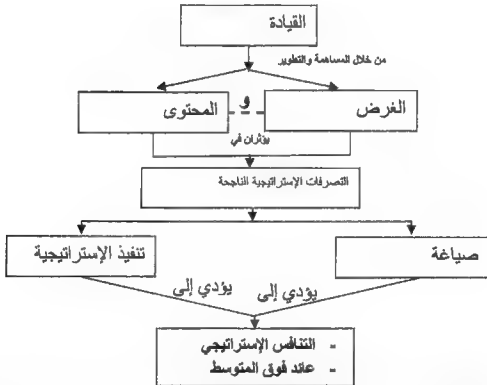 القيادة
من خلال المساهمة والتطوير
الغرض
و
المحتوى
يؤثران في
التصرفات الإستراتيجية الناجحة
صياغة
تنفيذ الإستراتيجية
يؤدي إلى
يؤدي إلى
- التنافس الإستراتيجي
- عائد فوق المتوسط